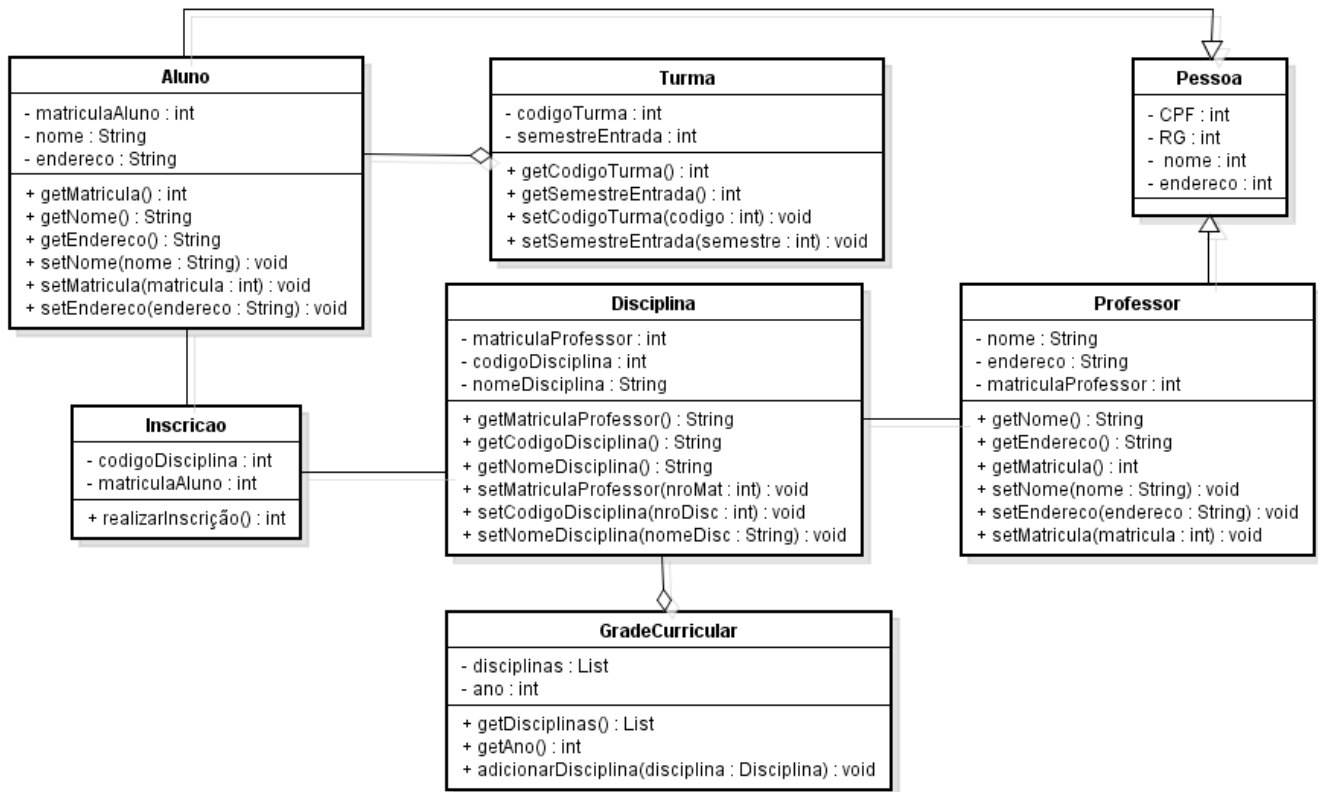 Aluno
- matriculaAluno : int
- nome : String
- endereco : String
+ getMatricula() : int
+ getNome() : String
+ getEndereco() : String
+ setNome(nome : String) : void
+ setMatricula(matricula : int) : void
+ setEndereco(endereco : String) : void
Turma
- codigoTurma : int
- semestreEntrada : int
+ getCodigoTurma() : int
+ getSemestreEntrada() : int
+ setCodigoTurma(codigo : int) : void
+ setSemestreEntrada(semestre : int) : void
Pessoa
- CPF : int
- RG : int
- nome : int
- endereco : int
Disciplina
- matriculaProfessor : int
- codigoDisciplina : int
- nomeDisciplina : String
+ getMatriculaProfessor() : String
+ getCodigoDisciplina() : String
+ getNomeDisciplina() : String
+ setMatriculaProfessor(nroMat : int) : void
+ setCodigoDisciplina(nroDisc : int) : void
+ setNomeDisciplina(nomeDisc : String) : void
Professor
- nome : String
- endereco : String
- matriculaProfessor : int
+ getNome() : String
+ getEndereco() : String
+ getMatricula() : int
+ setNome(nome : String) : void
+ setEndereco(endereco : String) : void
+ setMatricula(matricula : int) : void
Inscricao
- codigoDisciplina : int
- matriculaAluno : int
+ realizarInscrição() : int
GradeCurricular
- disciplinas : List
- ano : int
+ getDisciplinas() : List
+ getAno() : int
+ adicionarDisciplina(disciplina : Disciplina) : void